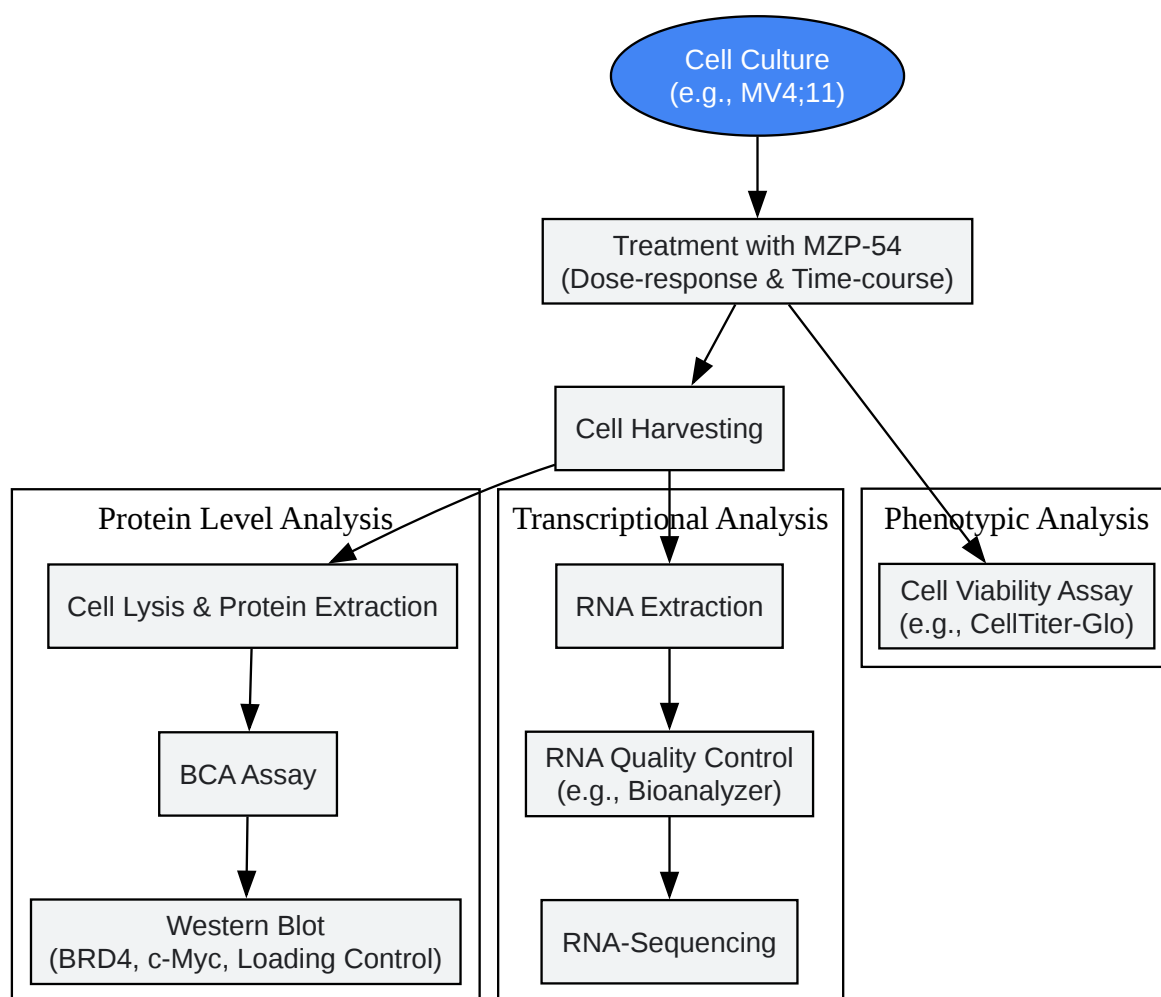 Cell Culture
(e.g., MV4;11)
Treatment with MZP-54
(Dose-response & Time-course)
Cell Harvesting
Protein Level Analysis
Cell Lysis & Protein Extraction
BCA Assay
Western Blot
(BRD4, c-Myc, Loading Control)
Transcriptional Analysis
RNA Extraction
RNA Quality Control
(e.g., Bioanalyzer)
RNA-Sequencing
Phenotypic Analysis
Cell Viability Assay
(e.g., CellTiter-Glo)